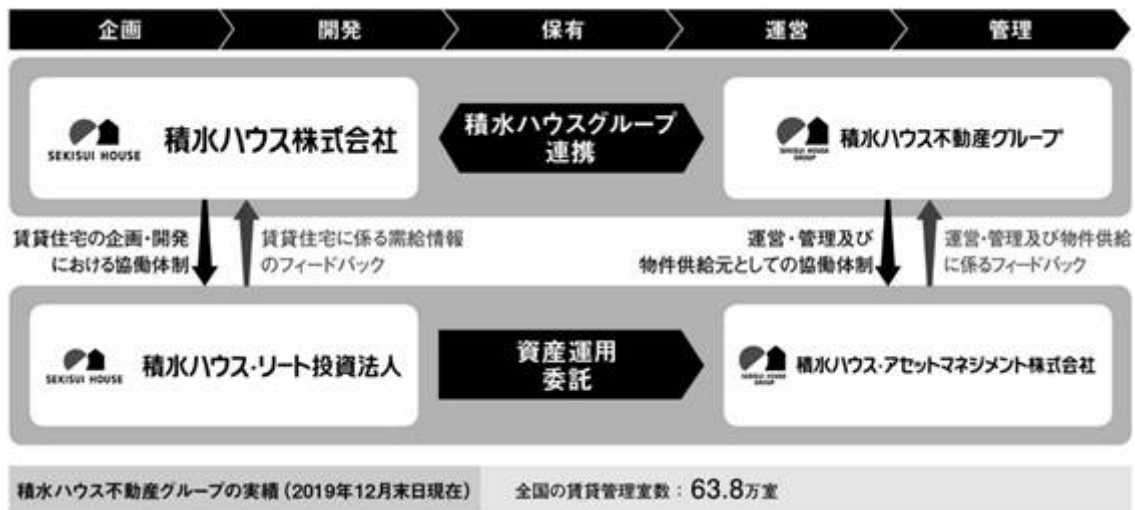 企画
開発
保有
運営
管理
SEKISUI HOUSE
積水ハウス株式会社
積水ハウスグループ
連携
SEKISUI HOUSE
GROUP
積水ハウス不動産グループ
賃貸住宅の企画・開発
における協働体制
賃貸住宅に係る需給情報
のフィードバック
運営・管理及び
物件供給元としての協働体制
運営・管理及び物件供給
に係るフィードバック
SEKISUI HOUSE
積水ハウス・リート投資法人
資産運用
委託
SEKISUI HOUSE
GROUP
積水ハウス・アセットマネジメント株式会社
積水ハウス不動産グループの実績（2019年12月末日現在）
全国の賃貸管理室数：63.8万室